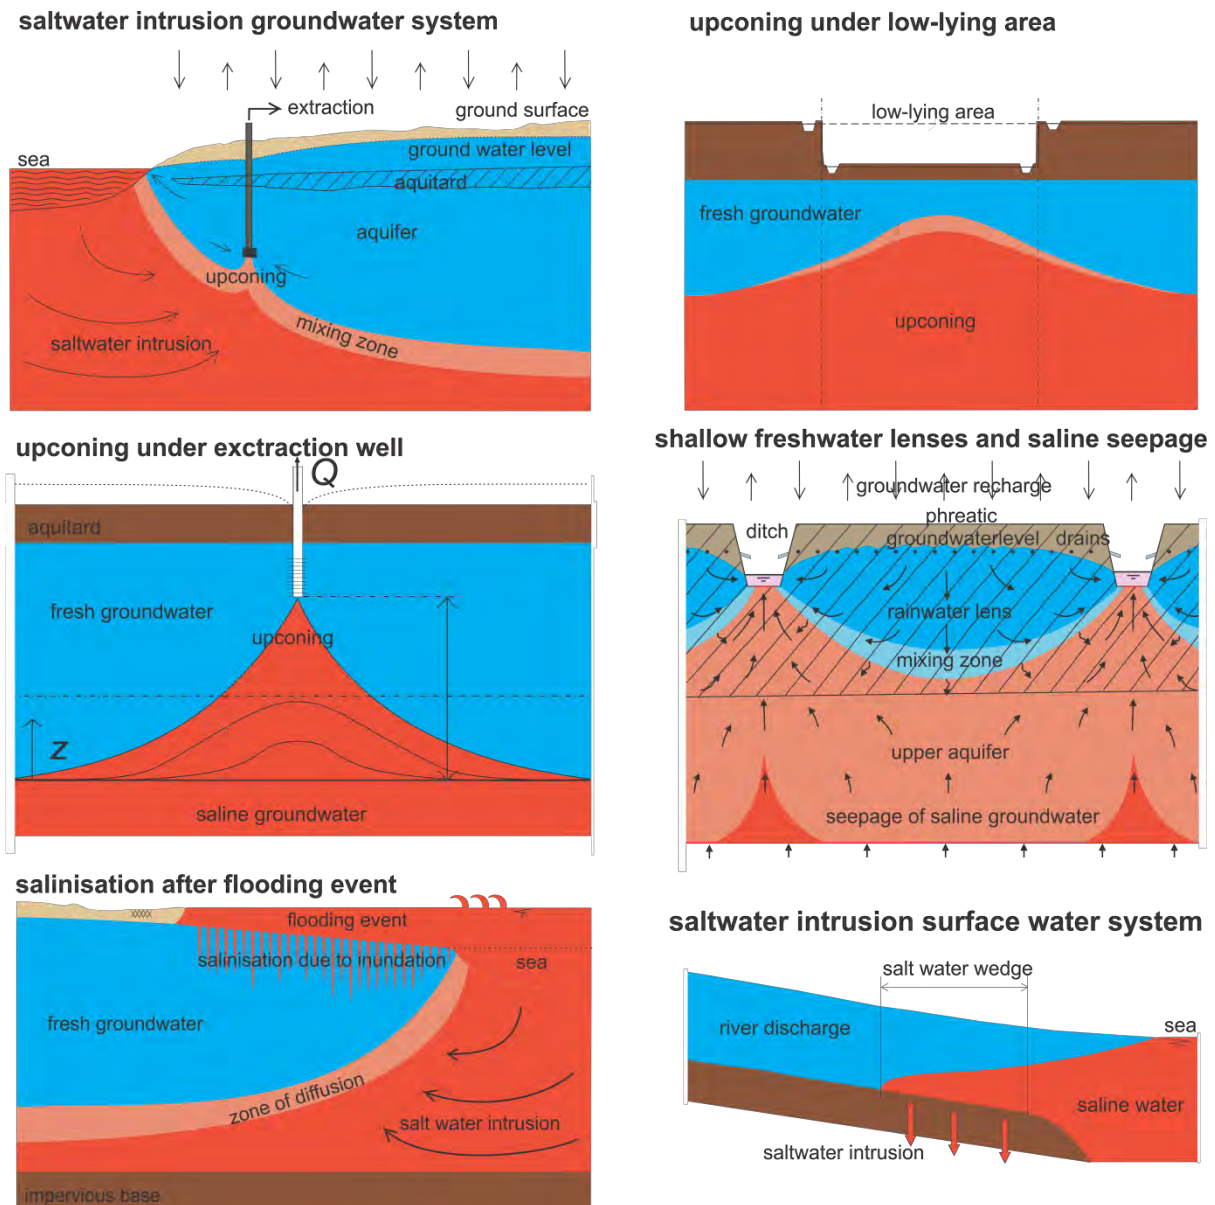 saltwater intrusion groundwater system
extraction
ground surface
sea
ground water level
aquitard
aquifer
upconing
mixing zone
saltwater intrusion
upconing under low-lying area
low-lying area
fresh groundwater
upconing
upconing under exctraction well
Q
aquitard
fresh groundwater
upconing
z
saline groundwater
shallow freshwater lenses and saline seepage
groundwater recharge
phreatic
ditch
groundwaterlevel
drains
rainwater lens
mixing zone
upper aquifer
seepage of saline groundwater
salinisation after flooding event
flooding event
salinisation due to inundation
sea
fresh groundwater
zone of diffusion
salt water intrusion
impervious base
saltwater intrusion surface water system
salt water wedge
river discharge
sea
saline water
saltwater intrusion